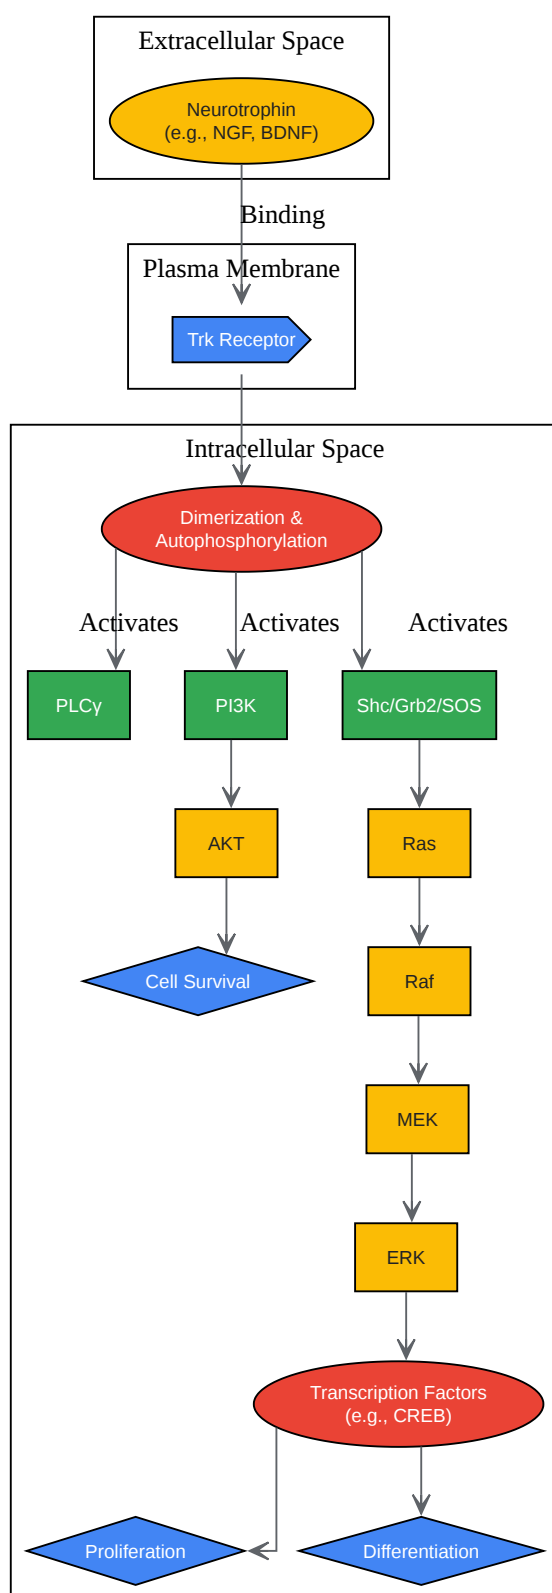 Extracellular Space
Neurotrophin
(e.g., NGF, BDNF)
Binding
Plasma Membrane
Trk Receptor
Intracellular Space
Dimerization &
Autophosphorylation
Activates
Activates
Activates
PLCγ
PI3K
Shc/Grb2/SOS
AKT
Ras
Cell Survival
Raf
MEK
ERK
Transcription Factors
(e.g., CREB)
Proliferation
Differentiation